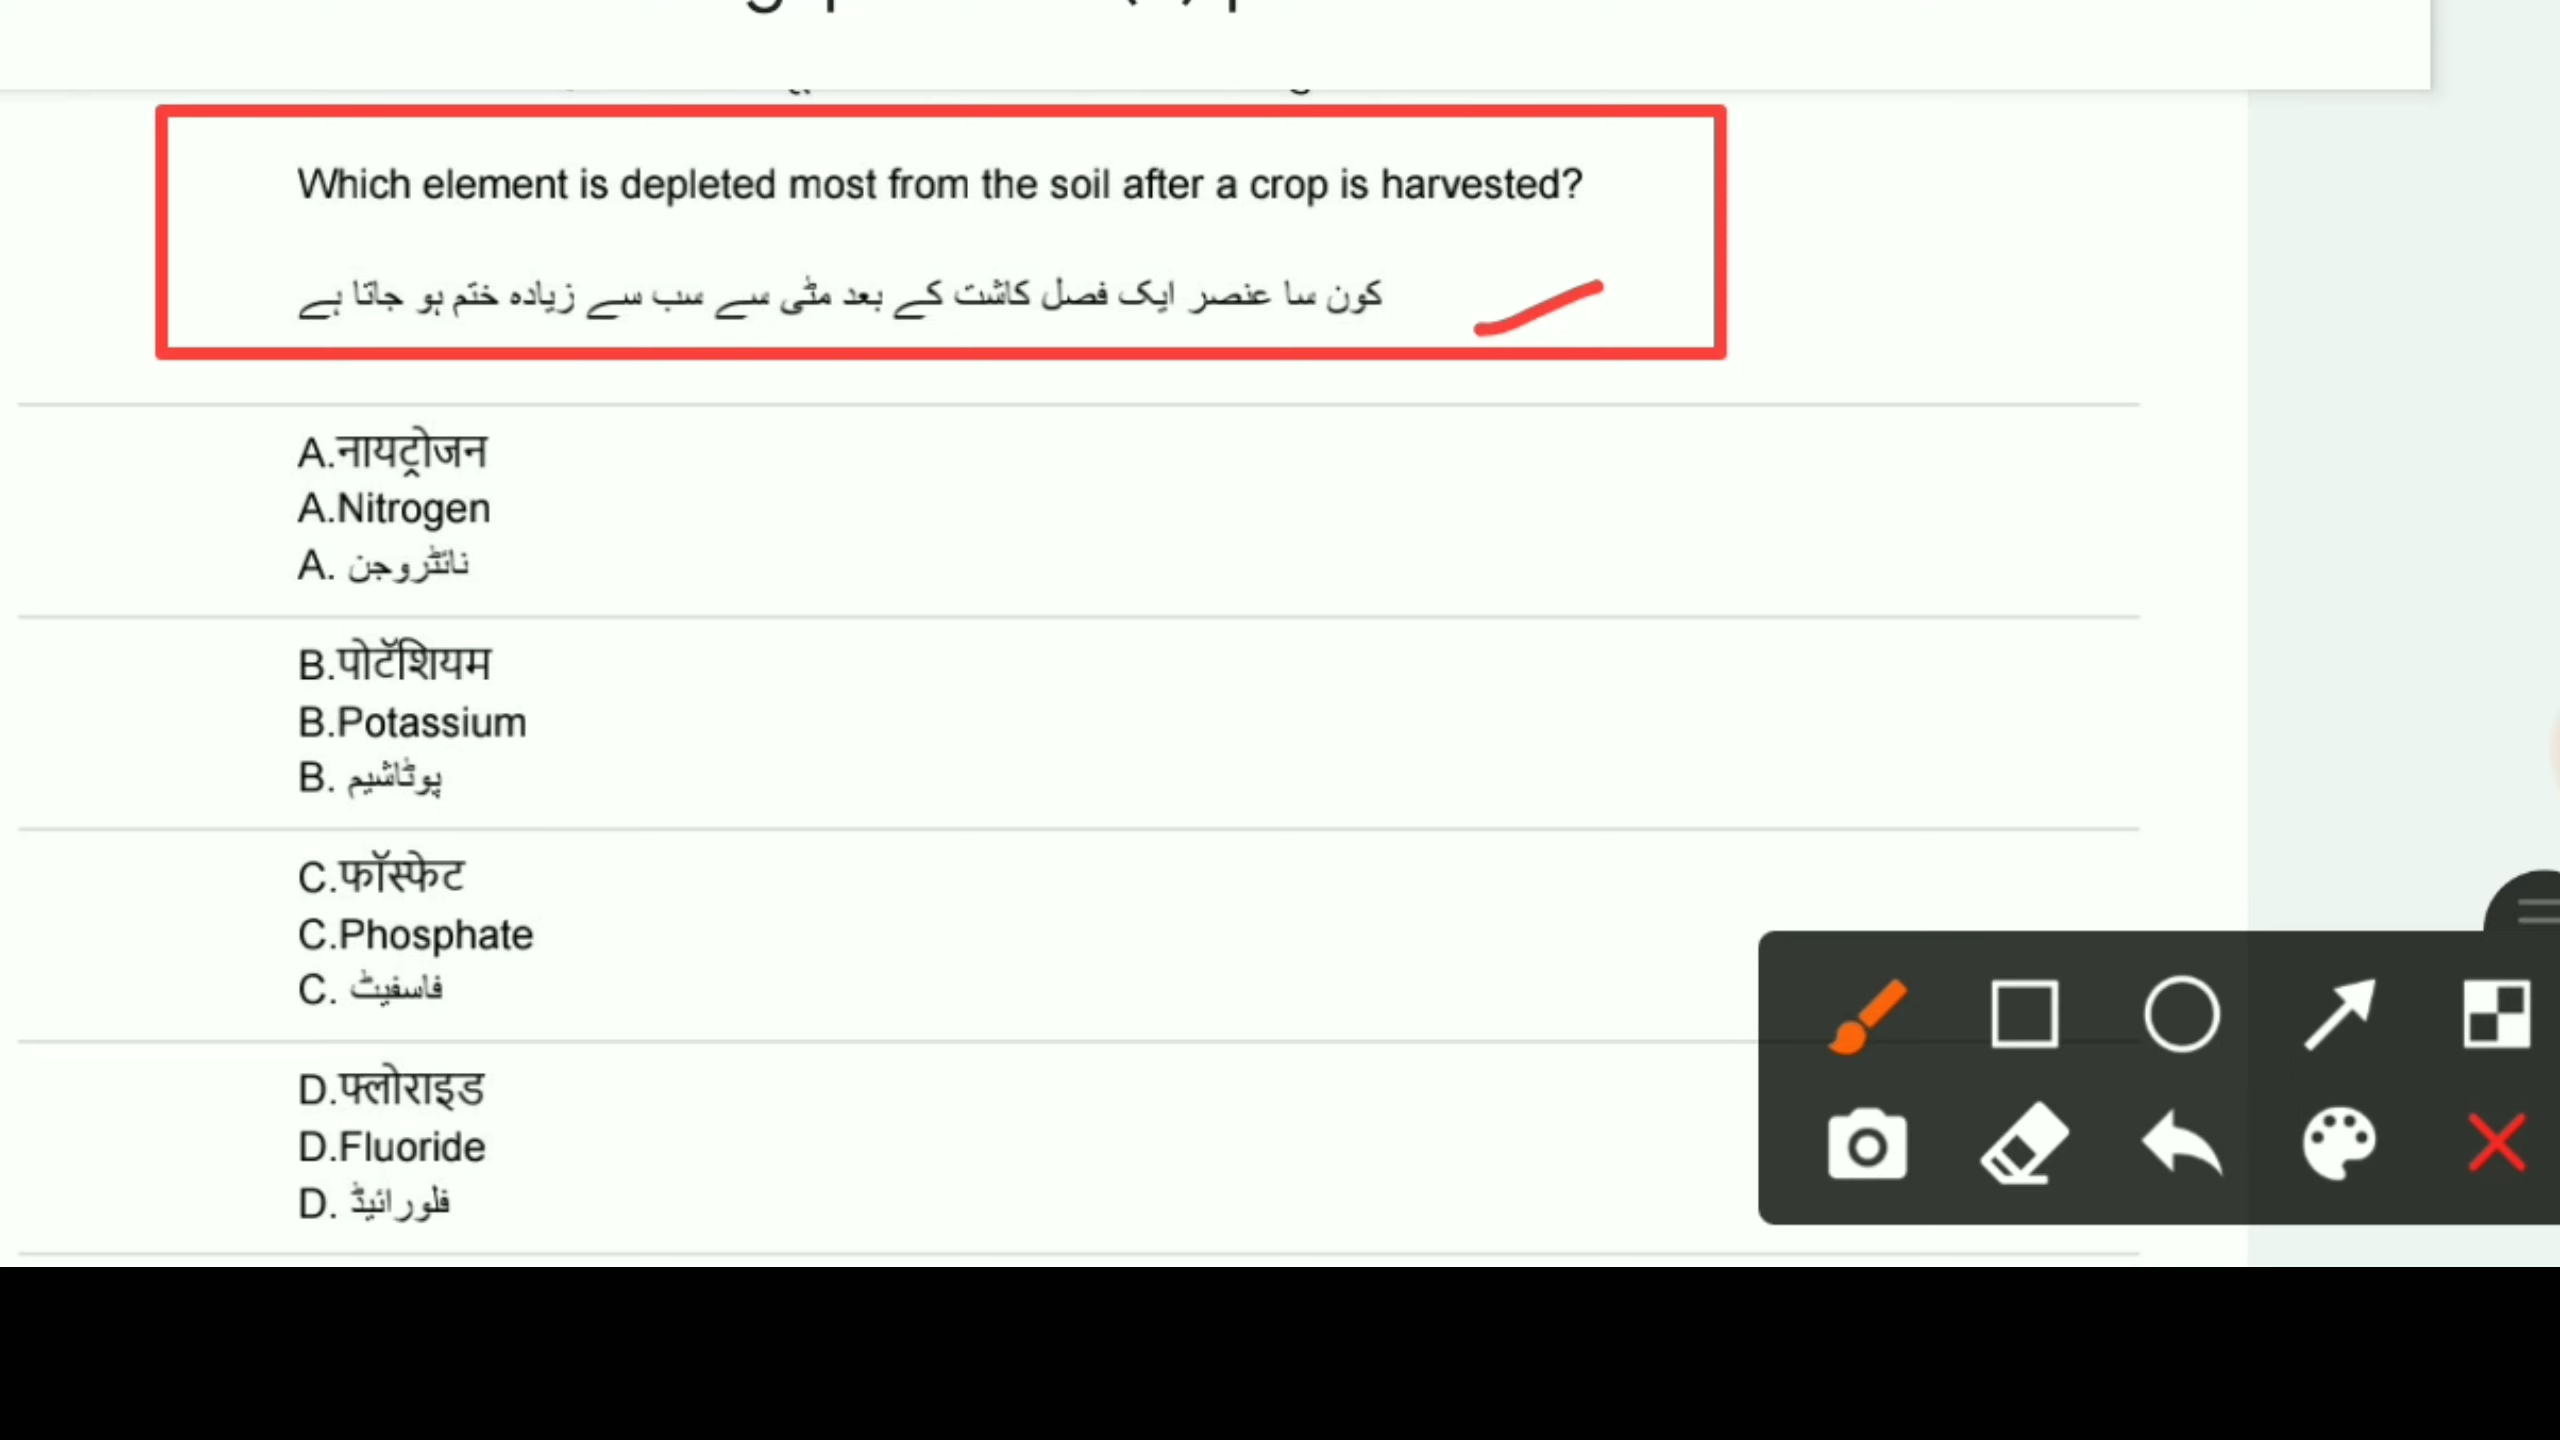 Which element is depleted most from the soil after a crop is harvested?
کون سا عنصر ایک فصل کاشت کے بعد مٹی سے سب سے زیادہ ختم ہو جاتا ہے
A.नायट्रोजन
A.Nitrogen
A. نائٹروجن
B.पोटॅशियम
B.Potassium
B. پوٹاشیم
C.फॉस्फेट
C.Phosphate
C. فاسفیٹ
D.फ्लोराइड
D.Fluoride
D. فلورائیڈ